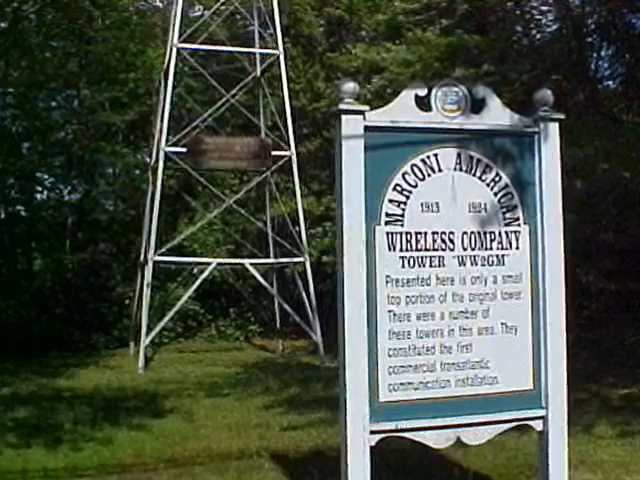 MARCONI AMERICAN
1913 1924
WIRELESS COMPANY
TOWER "WW2GM"
Presented here is only a small
top portion of the original tower.
There were a number of
these towers in this area. They
constituted the first
commercial transatlantic
communication installation.